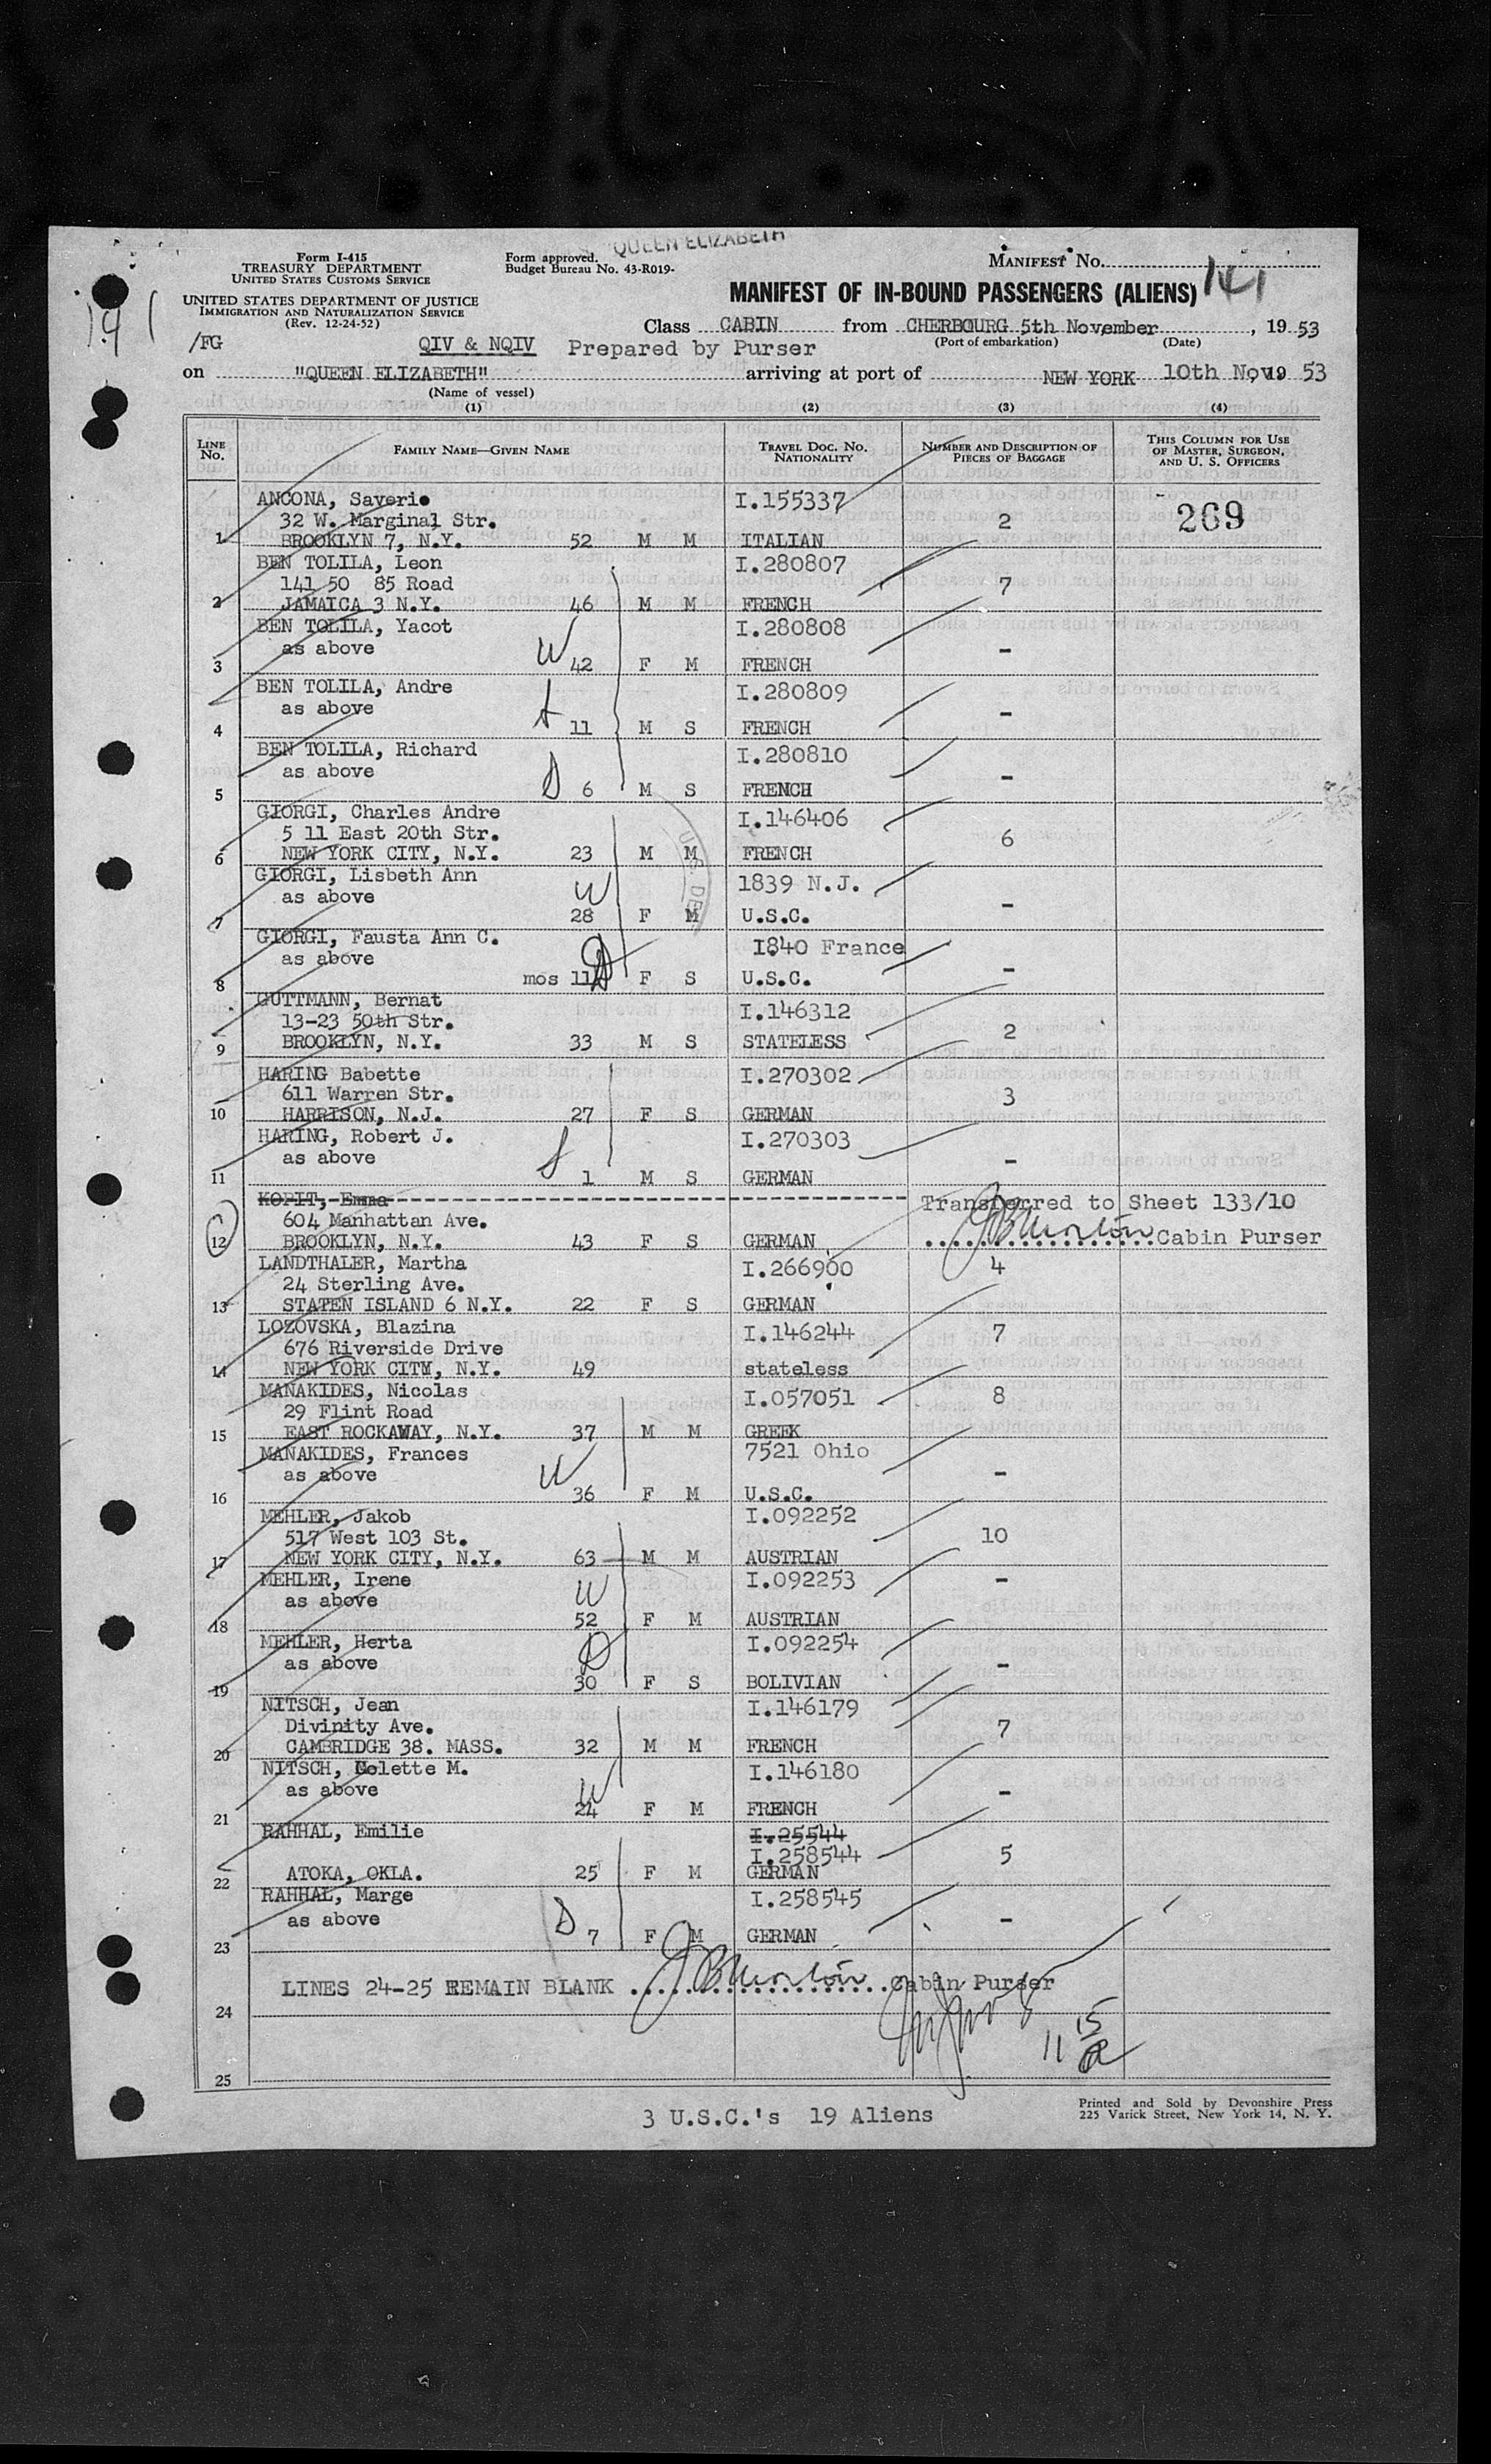 QUEEN ELIZABETH
Form I-415
TREASURY DEPARTMENT
UNITED STATES CUSTOMS SERVICE
UNITED STATES DEPARTMENT OF JUSTICE
IMMIGRATION AND NATURALIZATION SERVICE
(Rev. 12-24-52)
Form approved.
Budget Bureau No. 43-R019-
MANIFEST No. 141
MANIFEST OF IN-BOUND PASSENGERS (ALIENS)
Class CABIN from CHERBOURG 5th November, 1953
(Port of embarkation) (Date)
/FG QIV & NQIV Prepared by Purser
on "QUEEN ELIZABETH" arriving at port of NEW YORK 10th Nov 19 53
(Name of vessel)
(1) (2) (3) (4)
LINE No. FAMILY NAME—GIVEN NAME TRAVEL DOC. NO. NATIONALITY NUMBER AND DESCRIPTION OF PIECES OF BAGGAGE THIS COLUMN FOR USE OF MASTER, SURGEON, AND U. S. OFFICERS
ANCONA, Saverio I.155337
32 W. Marginal Str. 2 269
1 BROOKLYN 7, N.Y. 52 M M ITALIAN
BEN TOLILA, Leon I.280807
141 50 85 Road 7
2 JAMAICA 3 N.Y. 46 M M FRENCH
BEN TOLILA, Yacot I.280808
as above W -
3 42 F M FRENCH
BEN TOLILA, Andre I.280809
as above -
4 11 M S FRENCH
BEN TOLILA, Richard I.280810
as above D -
5 6 M S FRENCH
GIORGI, Charles Andre I.146406
5 11 East 20th Str. 6
6 NEW YORK CITY, N.Y. 23 M M FRENCH
GIORGI, Lisbeth Ann 1839 N.J.
as above W -
7 28 F M U.S.C.
GIORGI, Fausta Ann C. 1840 France
as above D -
8 mos 11 F S U.S.C.
GUTTMANN, Bernat I.146312
13-23 50th Str. 2
9 BROOKLYN, N.Y. 33 M S STATELESS
HARING Babette I.270302
611 Warren Str. 3
10 HARRISON, N.J. 27 F S GERMAN
HARING, Robert J. I.270303
as above -
11 1 M S GERMAN
KOPIT, Emma Transferred to Sheet 133/10
604 Manhattan Ave.
12 BROOKLYN, N.Y. 43 F S GERMAN Cabin Purser
LANDTHALER, Martha I.266900 4
24 Sterling Ave.
13 STATEN ISLAND 6 N.Y. 22 F S GERMAN
LOZOVSKA, Blazina I.146244 7
676 Riverside Drive
14 NEW YORK CITY, N.Y. 49 stateless
MANAKIDES, Nicolas I.057051 8
29 Flint Road
15 EAST ROCKAWAY, N.Y. 37 M M GREEK
MANAKIDES, Frances 7521 Ohio
as above W -
16 36 F M U.S.C.
MEHLER, Jakob I.092252
517 West 103 St. 10
17 NEW YORK CITY, N.Y. 63 M M AUSTRIAN
MEHLER, Irene I.092253 -
as above W
18 52 F M AUSTRIAN
MEHLER, Herta I.092254
as above D -
19 30 F S BOLIVIAN
NITSCH, Jean I.146179
Divinity Ave. 7
20 CAMBRIDGE 38. MASS. 32 M M FRENCH
NITSCH, Colette M. I.146180
as above W -
21 24 F M FRENCH
RAHHAL, Emilie I.25544
I.258544 5
22 ATOKA, OKLA. 25 F M GERMAN
RAHHAL, Marge I.258545
as above D -
23 7 F M GERMAN
LINES 24-25 REMAIN BLANK Cabin Purser
24
11 15
25
3 U.S.C.'s 19 Aliens
Printed and Sold by Devonshire Press
225 Varick Street, New York 14, N. Y.